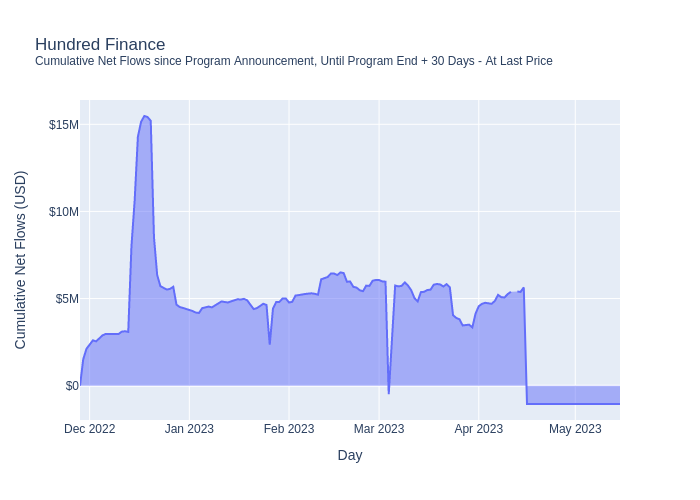 Hundred Finance
Cumulative Net Flows since Program Announcement, Until Program End + 30 Days - At Last Price
Cumulative Net Flows (USD)
$15M
$10M
$5M
$0
Dec 2022
Jan 2023
Feb 2023
Mar 2023
Apr 2023
May 2023
Day